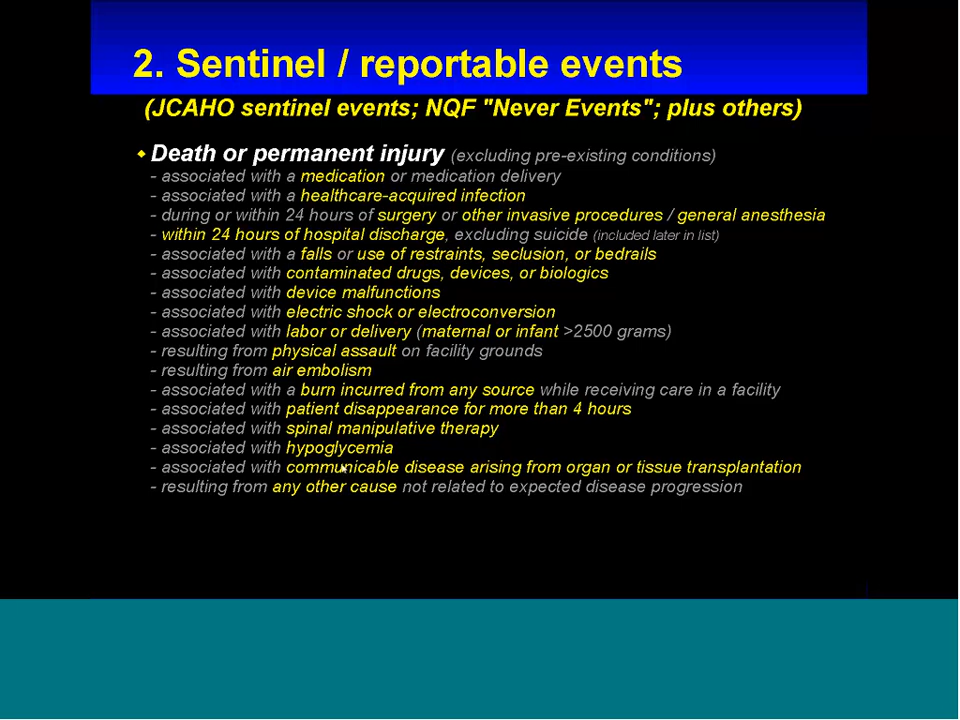 2. Sentinel / reportable events
(JCAHO sentinel events; NQF "Never Events"; plus others)
Death or permanent injury (excluding pre-existing conditions)
- associated with a medication or medication delivery
- associated with a healthcare-acquired infection
- during or within 24 hours of surgery or other invasive procedures / general anesthesia
- within 24 hours of hospital discharge, excluding suicide (included later in list)
- associated with a falls or use of restraints, seclusion, or bedrails
- associated with contaminated drugs, devices, or biologics
- associated with device malfunctions
- associated with electric shock or electroconversion
- associated with labor or delivery (maternal or infant >2500 grams)
- resulting from physical assault on facility grounds
- resulting from air embolism
- associated with a burn incurred from any source while receiving care in a facility
- associated with patient disappearance for more than 4 hours
- associated with spinal manipulative therapy
- associated with hypoglycemia
- associated with communicable disease arising from organ or tissue transplantation
- resulting from any other cause not related to expected disease progression